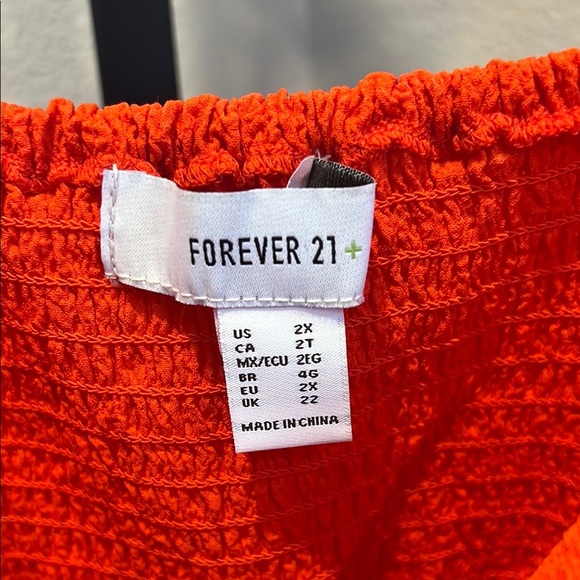 FOREVER 21+
US 2X
CA 2T
MX/ECU 2EG
BR 4G
EU 2X
UK 22
MADE IN CHINA